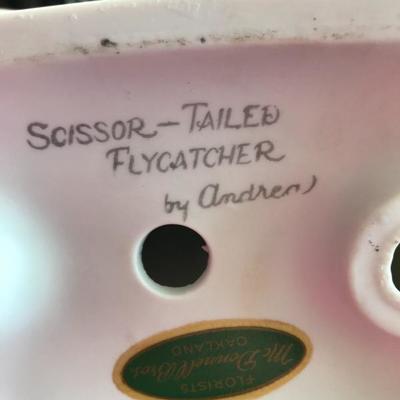 SCISSOR-TAILED
FLYCATCHER
by Andrea
McDonnell Bros.
FLORISTS
OAKLAND